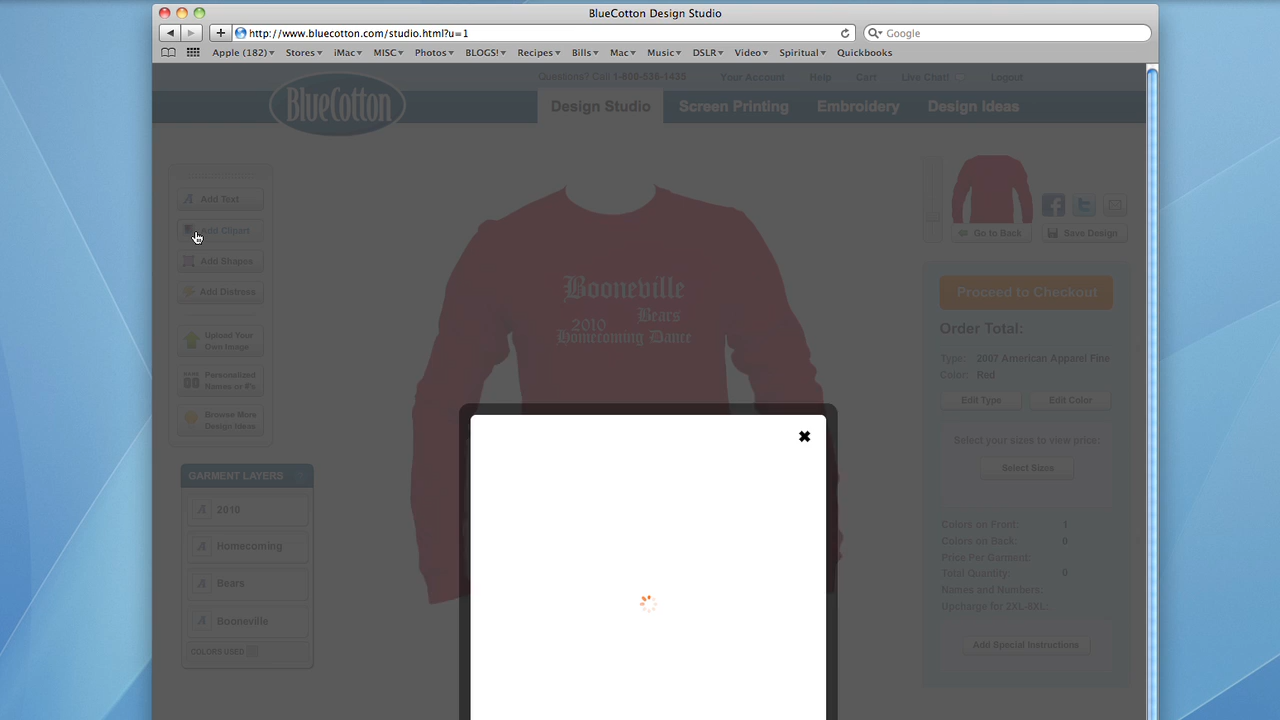 BlueCotton Design Studio
http://www.bluecotton.com/studio.html?u=1
Google
Apple (182) Stores iMac MISC Photos BLOGS! Recipes Bills Mac Music DSLR Video Spiritual Quickbooks
Questions? Call 1-800-536-1435 Your Account Help Cart Live Chat! Logout
BlueCotton
Design Studio Screen Printing Embroidery Design Ideas
Add Text
Add Clipart
Add Shapes
Add Distress
Upload Your
Own Image
Personalized
Names or #'s
Browse More
Design Ideas
GARMENT LAYERS
2010
Homecoming
Bears
Booneville
COLORS USED
Booneville
Bears
2010
Homecoming Dance
Go to Back
Save Design
Proceed to Checkout
Order Total:
Type: 2007 American Apparel Fine
Color: Red
Edit Type
Edit Color
Select your sizes to view price:
Select Sizes
Colors on Front: 1
Colors on Back: 0
Price Per Garment:
Total Quantity: 0
Names and Numbers:
Upcharge for 2XL-6XL:
Add Special Instructions